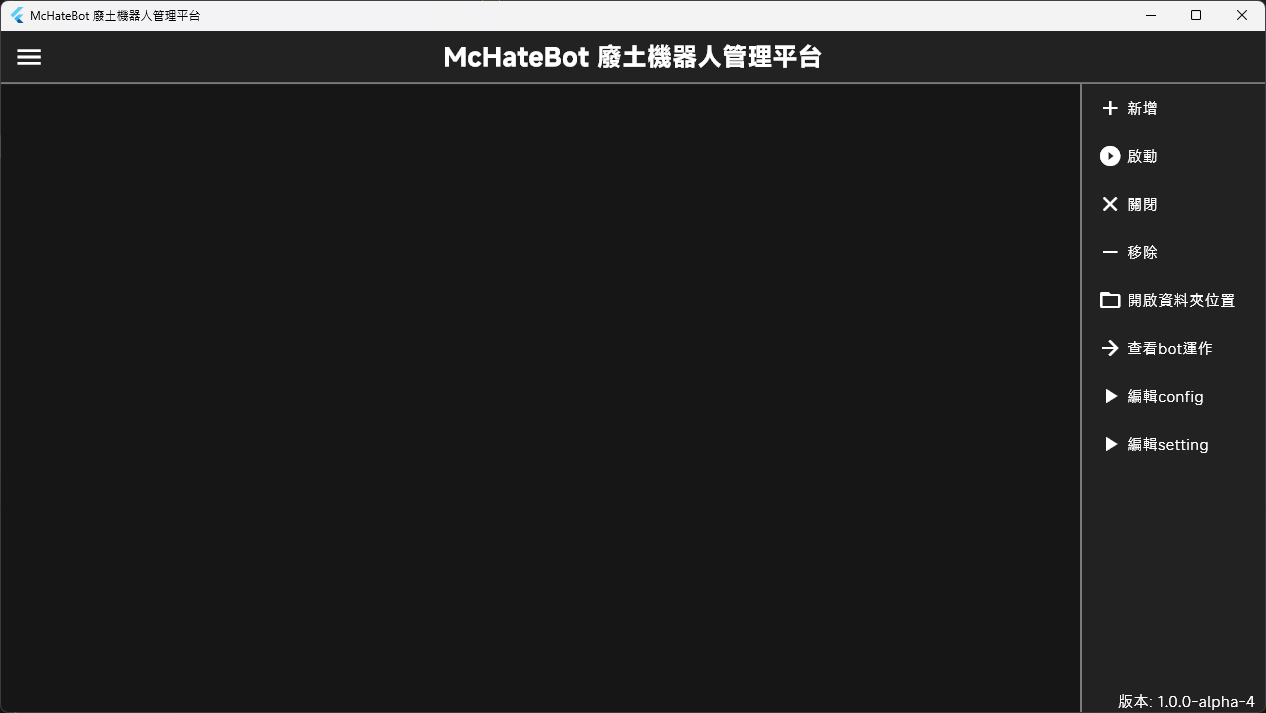 McHateBot 廢土機器人管理平台
McHateBot 廢土機器人管理平台
新增
啟動
關閉
移除
開啟資料夾位置
查看bot運作
編輯config
編輯setting
版本: 1.0.0-alpha-4